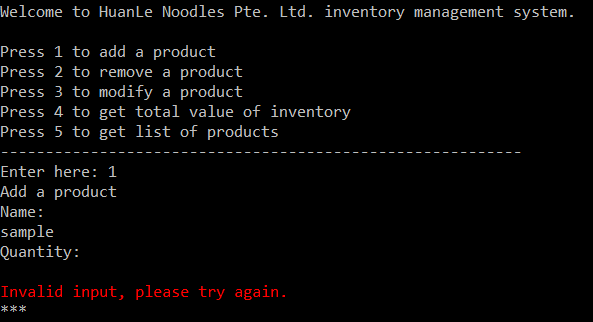 Welcome to HuanLe Noodles Pte. Ltd. inventory management system.
Press 1 to add a product
Press 2 to remove a product
Press 3 to modify a product
Press 4 to get total value of inventory
Press 5 to get list of products
----------------------------------------------------------
Enter here: 1
Add a product
Name:
sample
Quantity:
Invalid input, please try again.
***